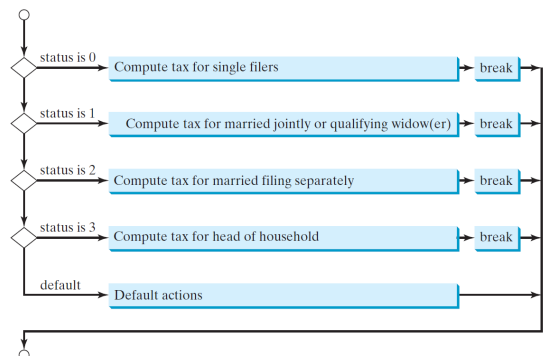 status is 0
Compute tax for single filers
break
status is 1
Compute tax for married jointly or qualifying widow(er)
break
status is 2
Compute tax for married filing separately
break
status is 3
Compute tax for head of household
break
default
Default actions